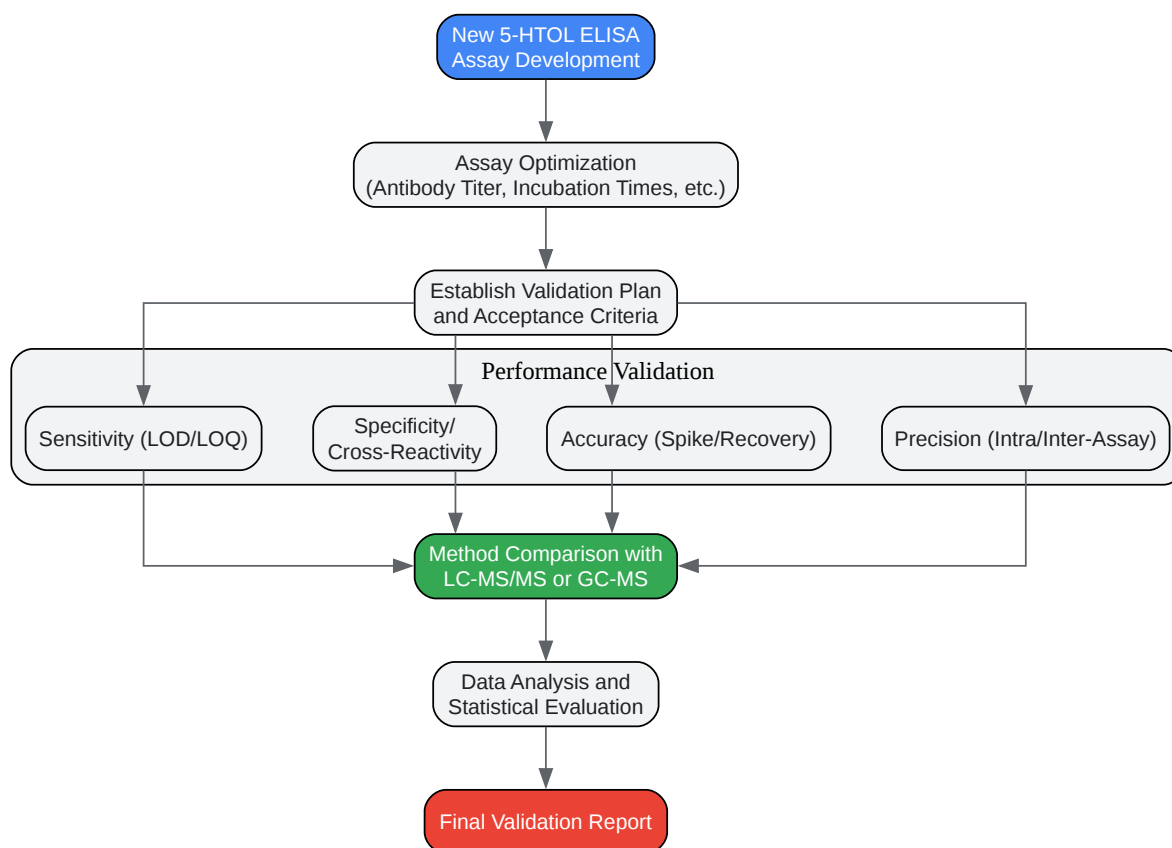 New 5-HTOL ELISA
Assay Development
Assay Optimization
(Antibody Titer, Incubation Times, etc.)
Establish Validation Plan
and Acceptance Criteria
Performance Validation
Sensitivity (LOD/LOQ)
Specificity/
Cross-Reactivity
Accuracy (Spike/Recovery)
Precision (Intra/Inter-Assay)
Method Comparison with
LC-MS/MS or GC-MS
Data Analysis and
Statistical Evaluation
Final Validation Report